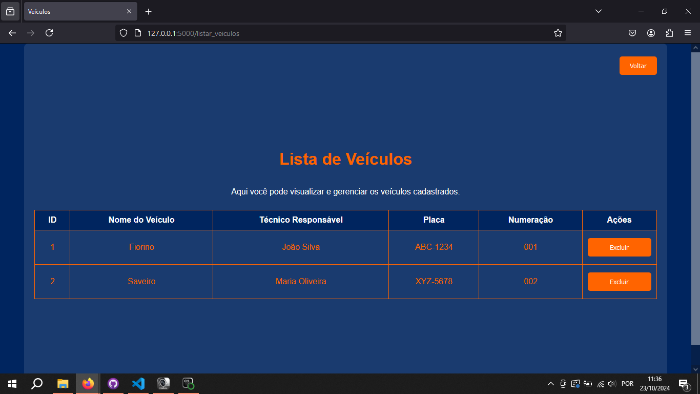 Veículos
127.0.0.1:5000/listar_veiculos
Voltar
Lista de Veículos
Aqui você pode visualizar e gerenciar os veículos cadastrados.
ID Nome do Veículo Técnico Responsável Placa Numeração Ações
1 Fiorino João Silva ABC-1234 001 Excluir
2 Saveiro Maria Oliveira XYZ-5678 002 Excluir
POR
11:36
23/10/2024